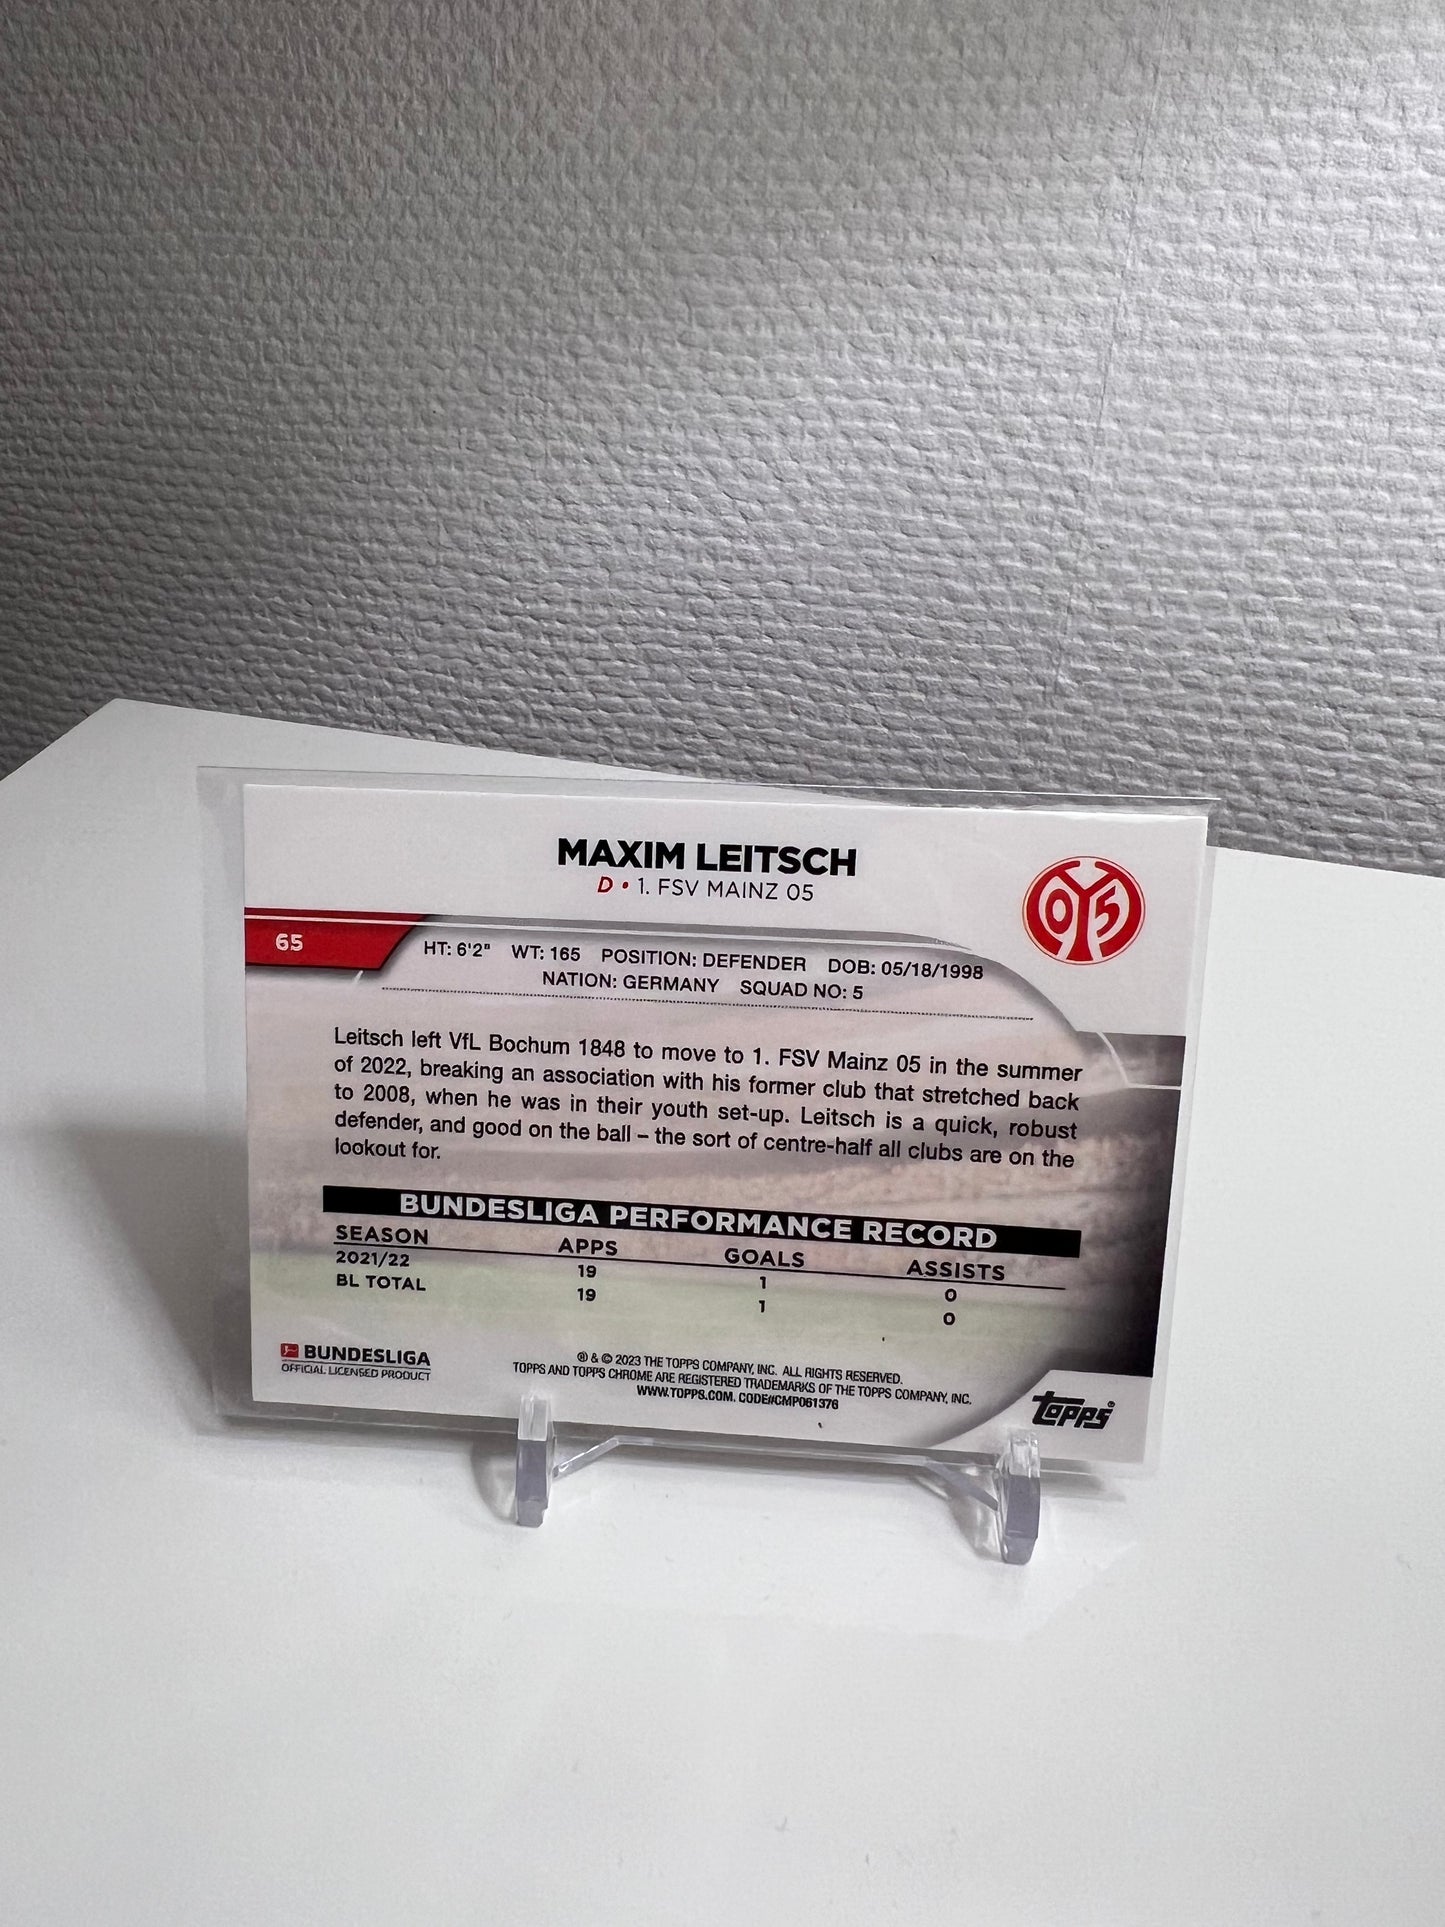 MAXIM LEITSCH
D • 1. FSV MAINZ 05
05
65
HT: 6'2" WT: 165 POSITION: DEFENDER DOB: 05/18/1998
NATION: GERMANY SQUAD NO: 5
Leitsch left VfL Bochum 1848 to move to 1. FSV Mainz 05 in the summer
of 2022, breaking an association with his former club that stretched back
to 2008, when he was in their youth set-up. Leitsch is a quick, robust
defender, and good on the ball – the sort of centre-half all clubs are on the
lookout for.
BUNDESLIGA PERFORMANCE RECORD
SEASON APPS GOALS ASSISTS
2021/22 19 1 0
BL TOTAL 19 1 0
BUNDESLIGA
OFFICIAL LICENSED PRODUCT
® & © 2023 THE TOPPS COMPANY, INC. ALL RIGHTS RESERVED.
TOPPS AND TOPPS CHROME ARE REGISTERED TRADEMARKS OF THE TOPPS COMPANY, INC.
WWW.TOPPS.COM. CODE#CMP061376
topps®